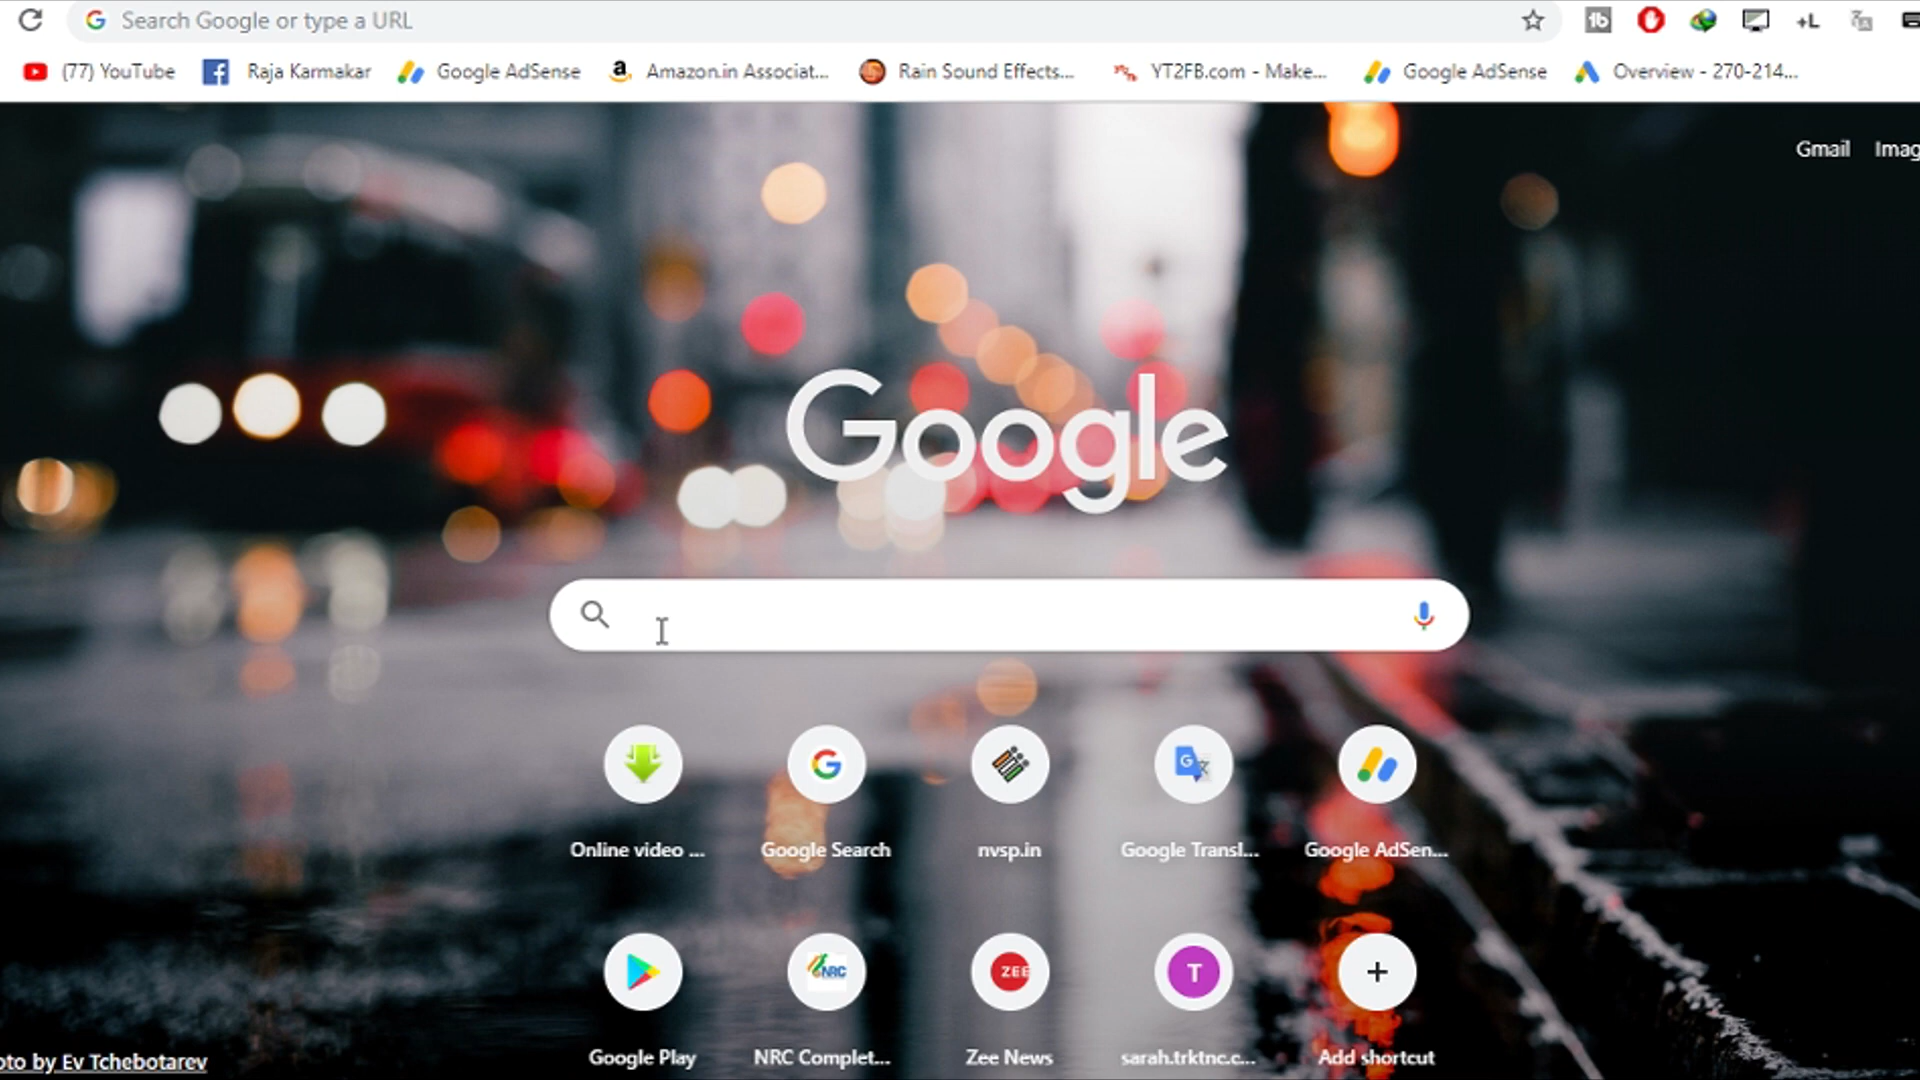 Search Google or type a URL
(77) YouTube Raja Karmakar Google AdSense Amazon.in Associat... Rain Sound Effects... YT2FB.com - Make... Google AdSense Overview - 270-214...
Gmail Imag
Google
Online video ... Google Search nvsp.in Google Transl... Google AdSen...
NRC ZEE T
Google Play NRC Complet... Zee News sarah.trktnc.c... Add shortcut
oto by Ev Tchebotarev